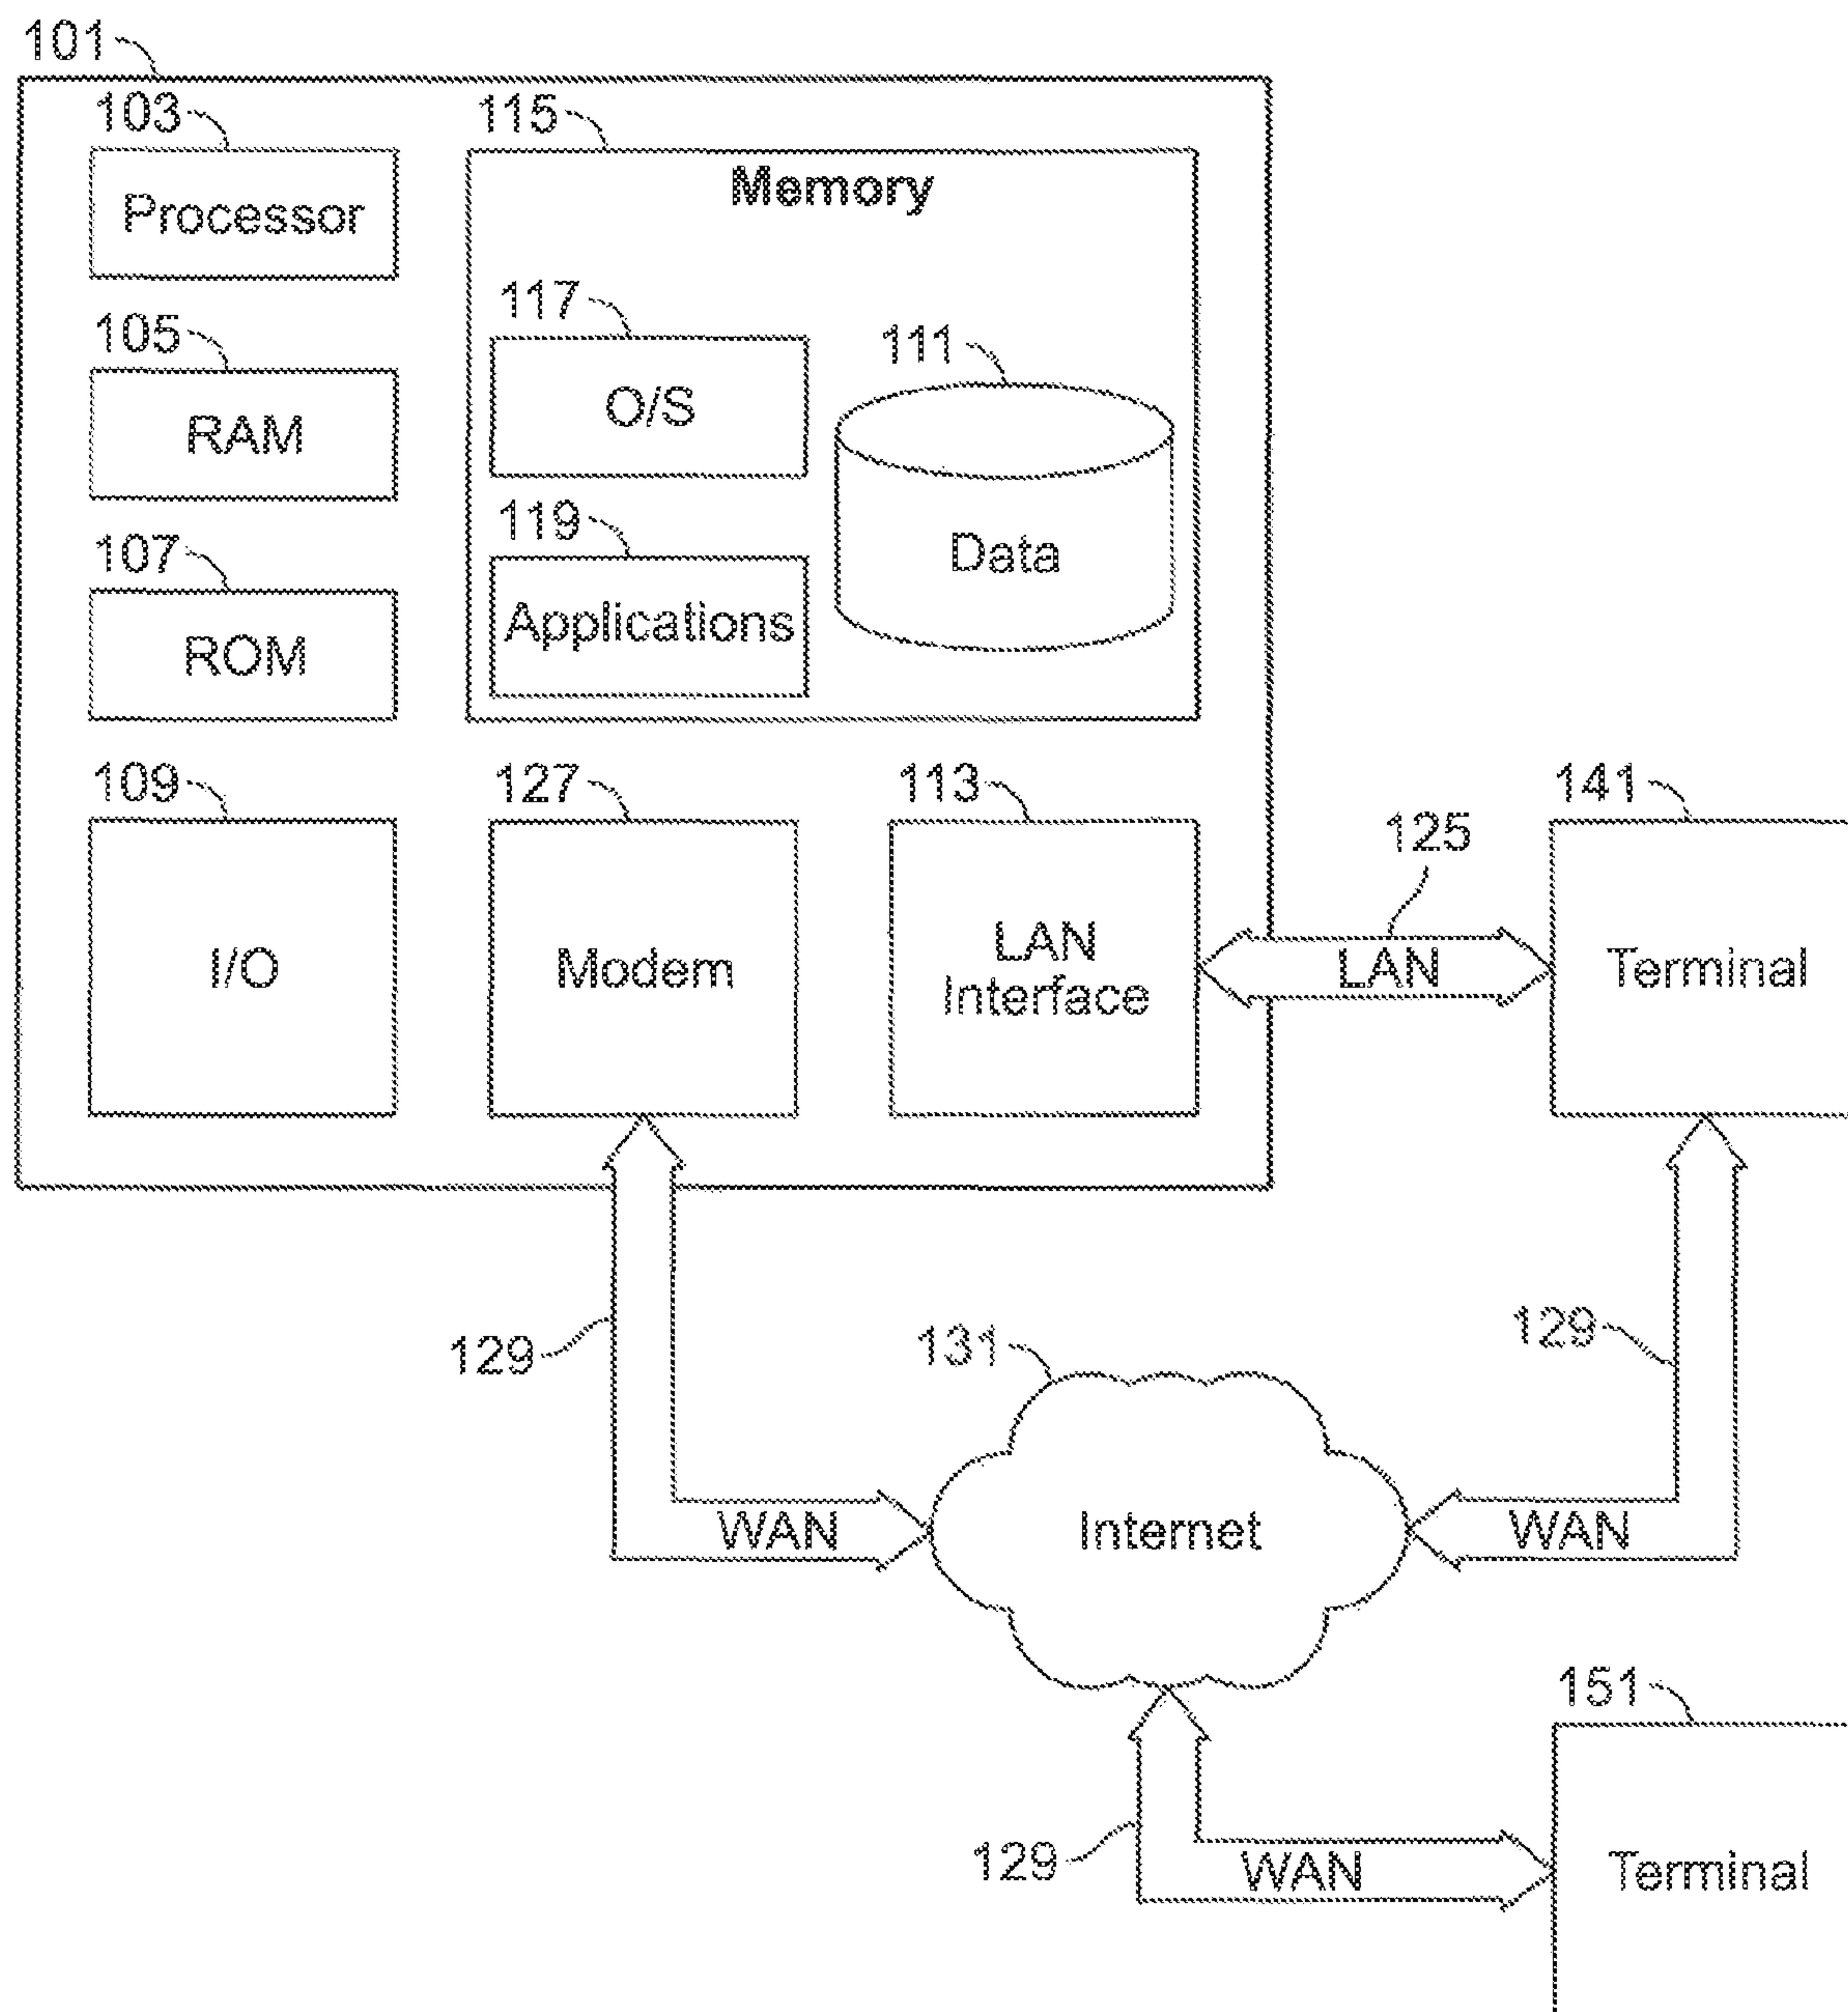 101
103
115
Processor
Memory
105
117
111
RAM
O/S
107
119
Data
ROM
Applications
109
127
113
141
125
I/O
Modem
LAN
Interface
LAN
Terminal
129
131
129
WAN
Internet
WAN
151
129
WAN
Terminal